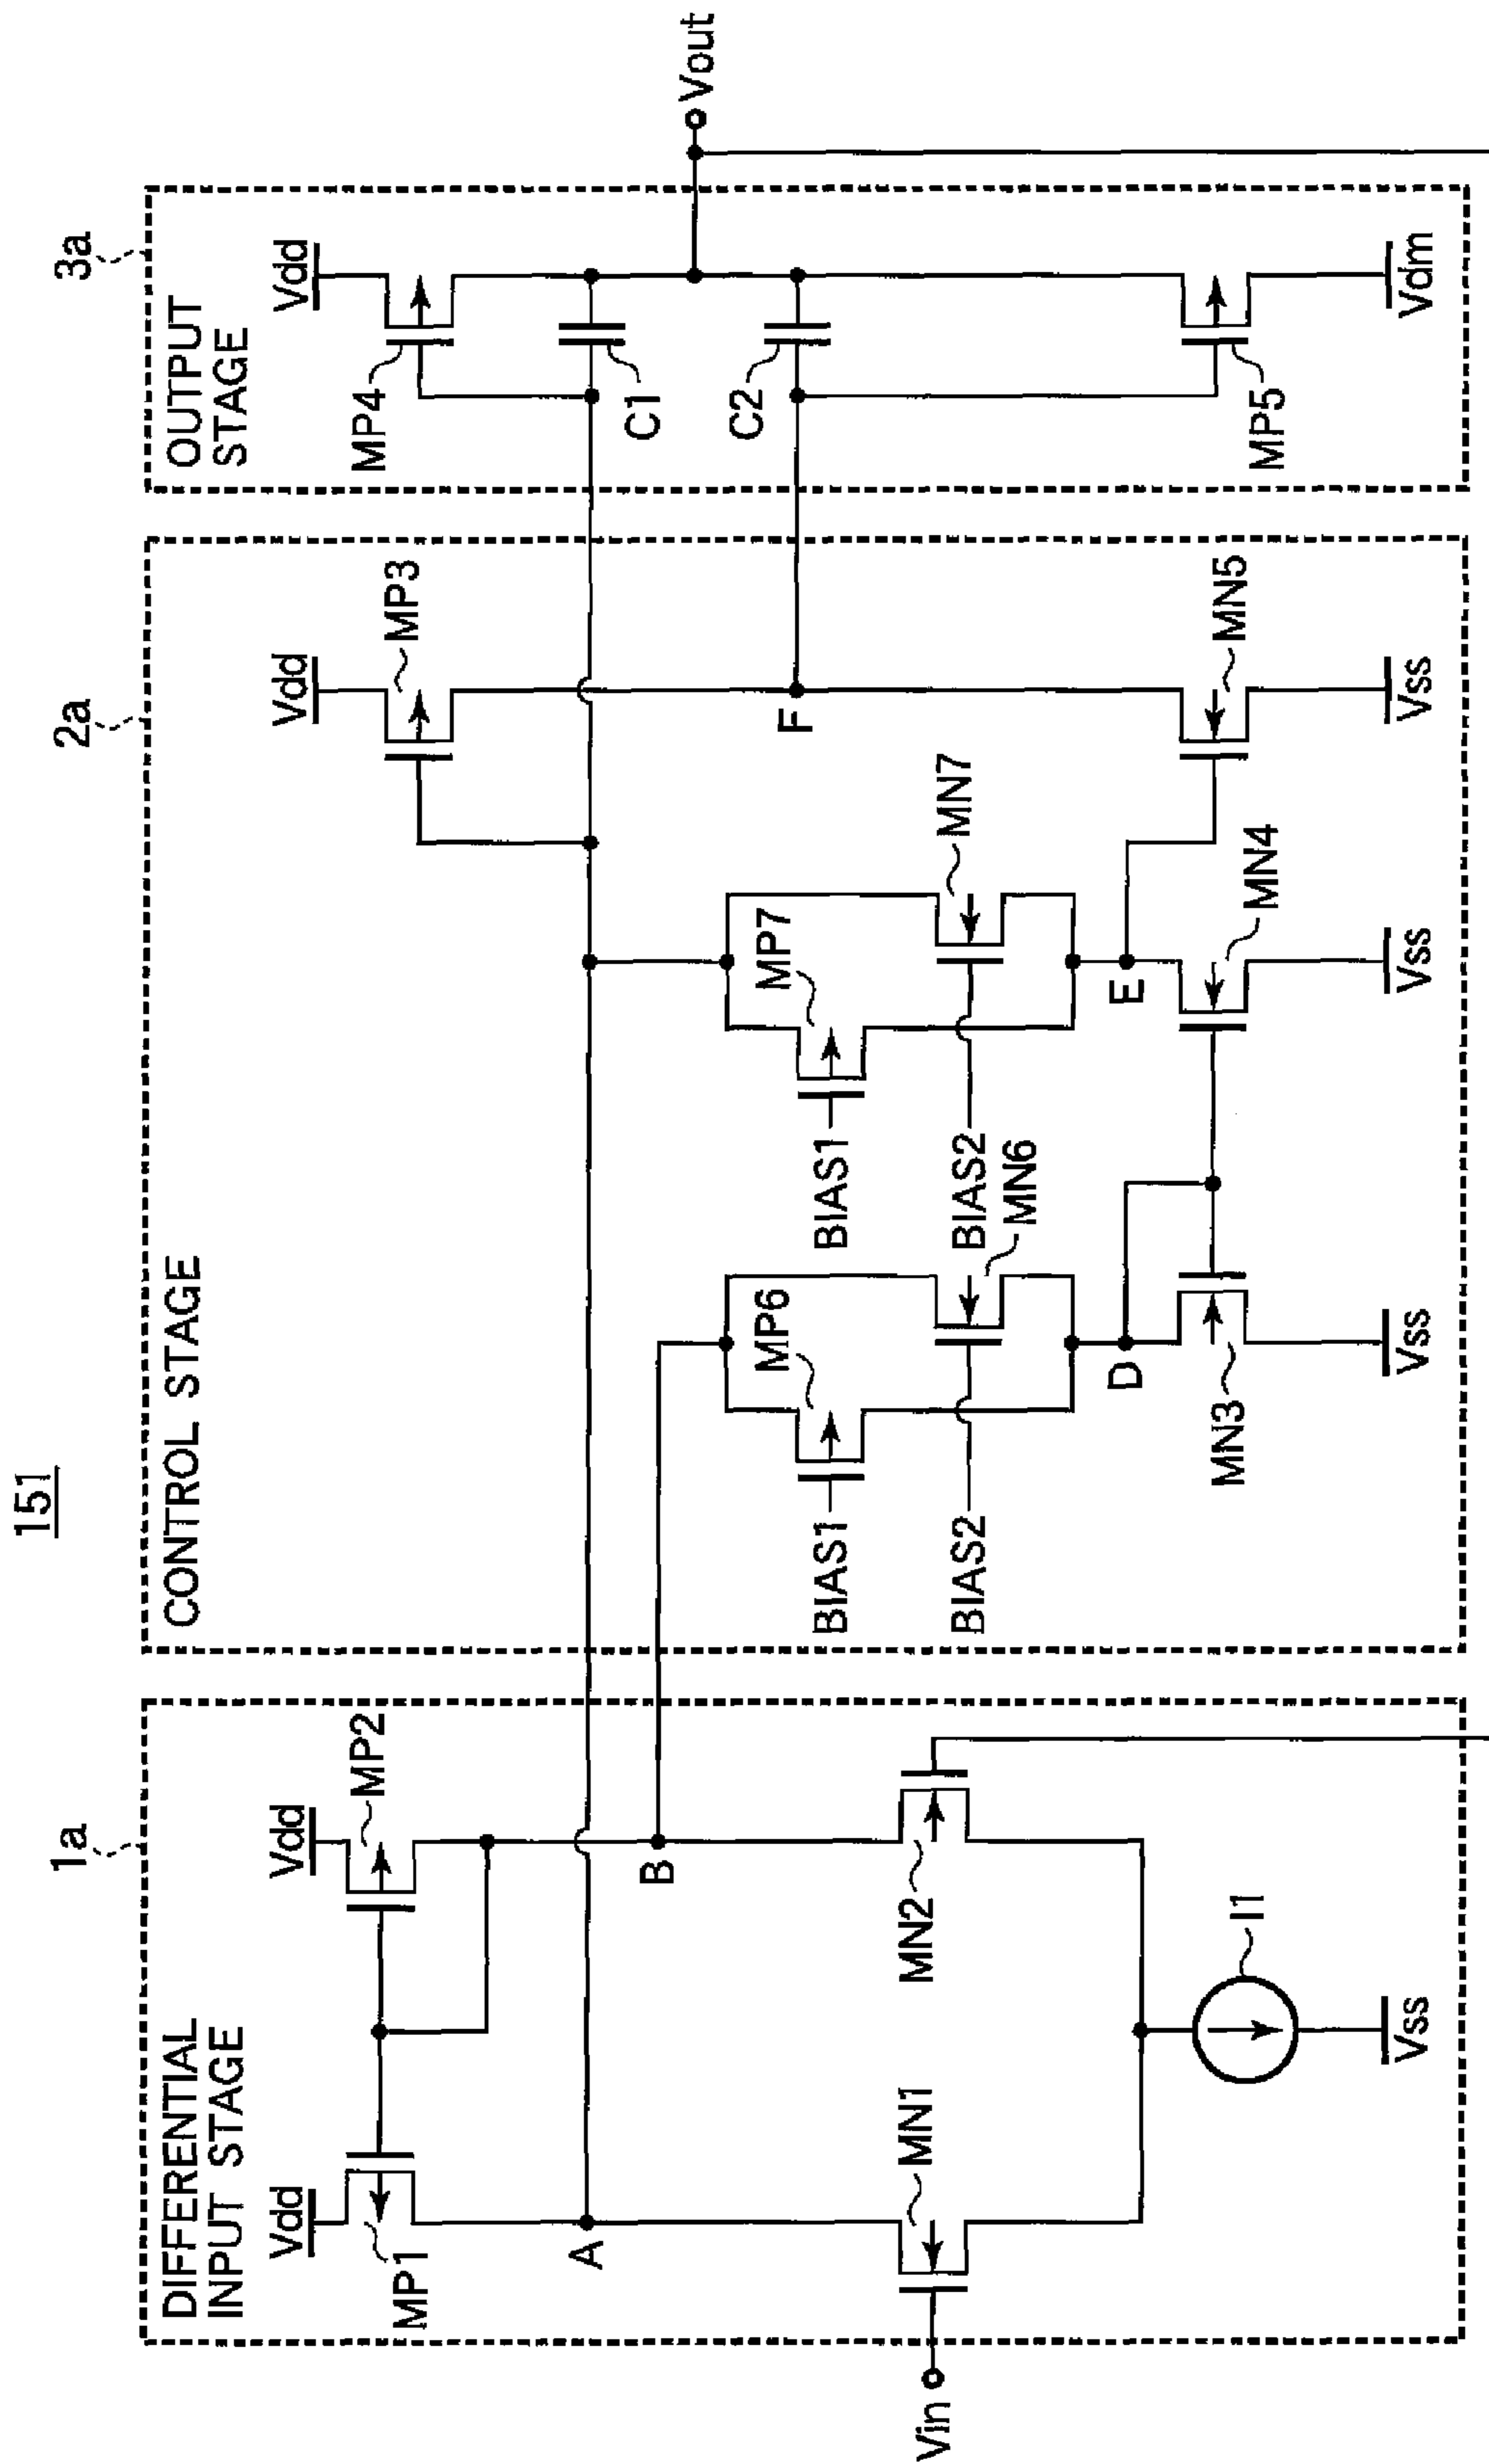 151
1a
DIFFERENTIAL
INPUT STAGE
Vdd
Vdd
MP1
MP2
A
B
MN1
MN2
Vin
I1
Vss
2a
CONTROL STAGE
Vdd
MP3
BIAS1
MP6
BIAS1
MP7
BIAS2
MN6
BIAS2
MN7
F
D
E
MN3
MN4
MN5
Vss
Vss
Vss
3a
OUTPUT
STAGE
Vdd
MP4
C1
C2
Vout
MP5
Vdm